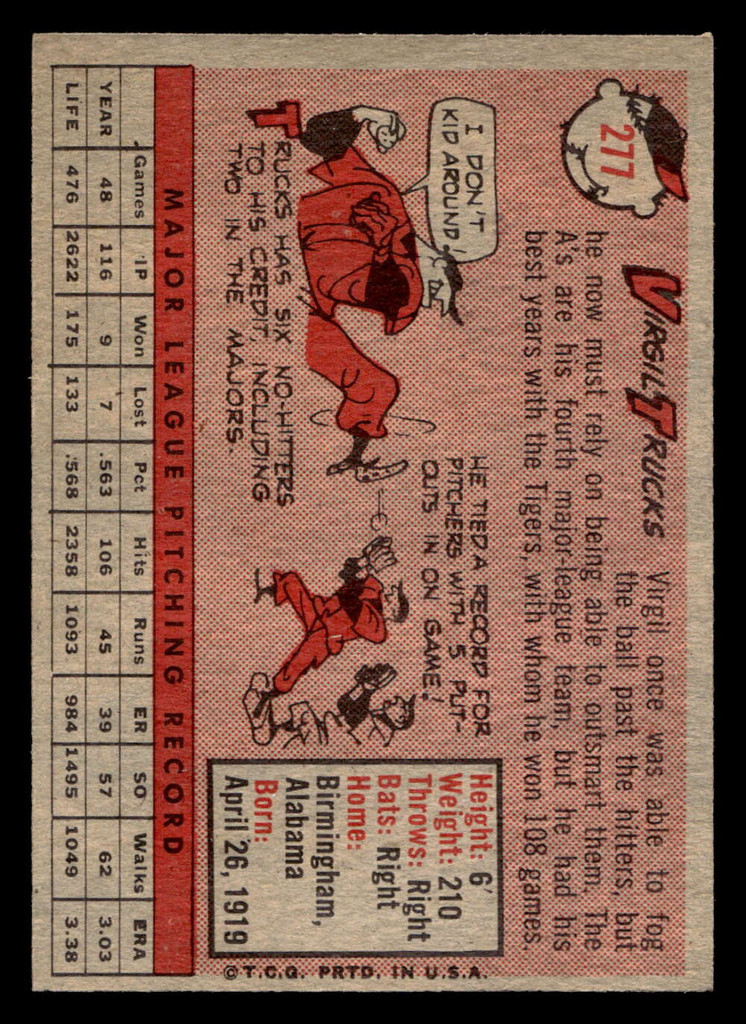 277
VIRGIL TRUCKS
Virgil once was able to fog
the ball past the hitters, but
he now must rely on being able to outsmart them. The
A's are his fourth major-league team, but he had his
best years with the Tigers, with whom he won 108 games.
I DON'T
KID AROUND!
TRUCKS HAS SIX NO-HITTERS
TO HIS CREDIT, INCLUDING
TWO IN THE MAJORS.
HE TIED A RECORD FOR
PITCHERS WITH 5 PUT-
OUTS IN ON GAME!
Height: 6'
Weight: 210
Throws: Right
Bats: Right
Home:
Birmingham,
Alabama
Born:
April 26, 1919
©T.C.G. PRTD. IN U.S.A.
MAJOR LEAGUE PITCHING RECORD
Games IP Won Lost Pct Hits Runs ER SO Walks ERA
YEAR 48 116 9 7 .563 106 45 39 57 62 3.03
LIFE 476 2622 175 133 .568 2358 1093 984 1495 1049 3.38